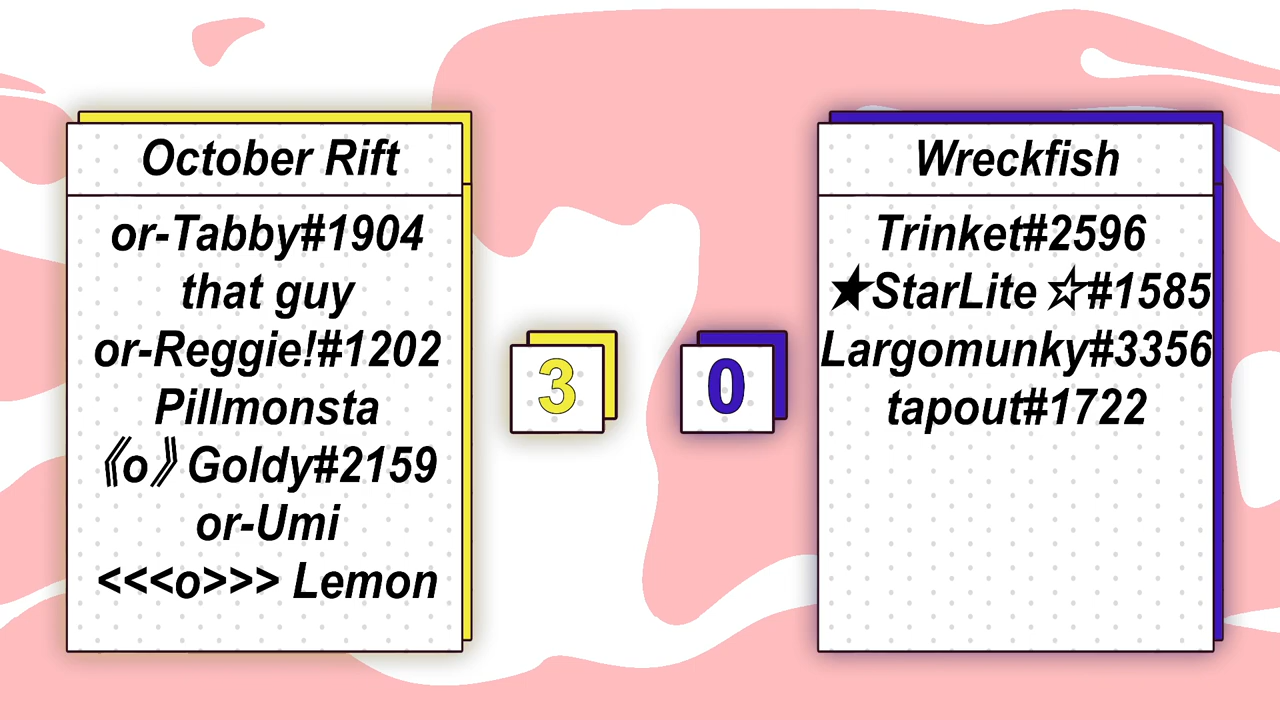 October Rift
or-Tabby#1904
that guy
or-Reggie!#1202
Pillmonsta
《o》Goldy#2159
or-Umi
<<<o>>> Lemon
3
0
Wreckfish
Trinket#2596
★StarLite ☆#1585
Largomunky#3356
tapout#1722